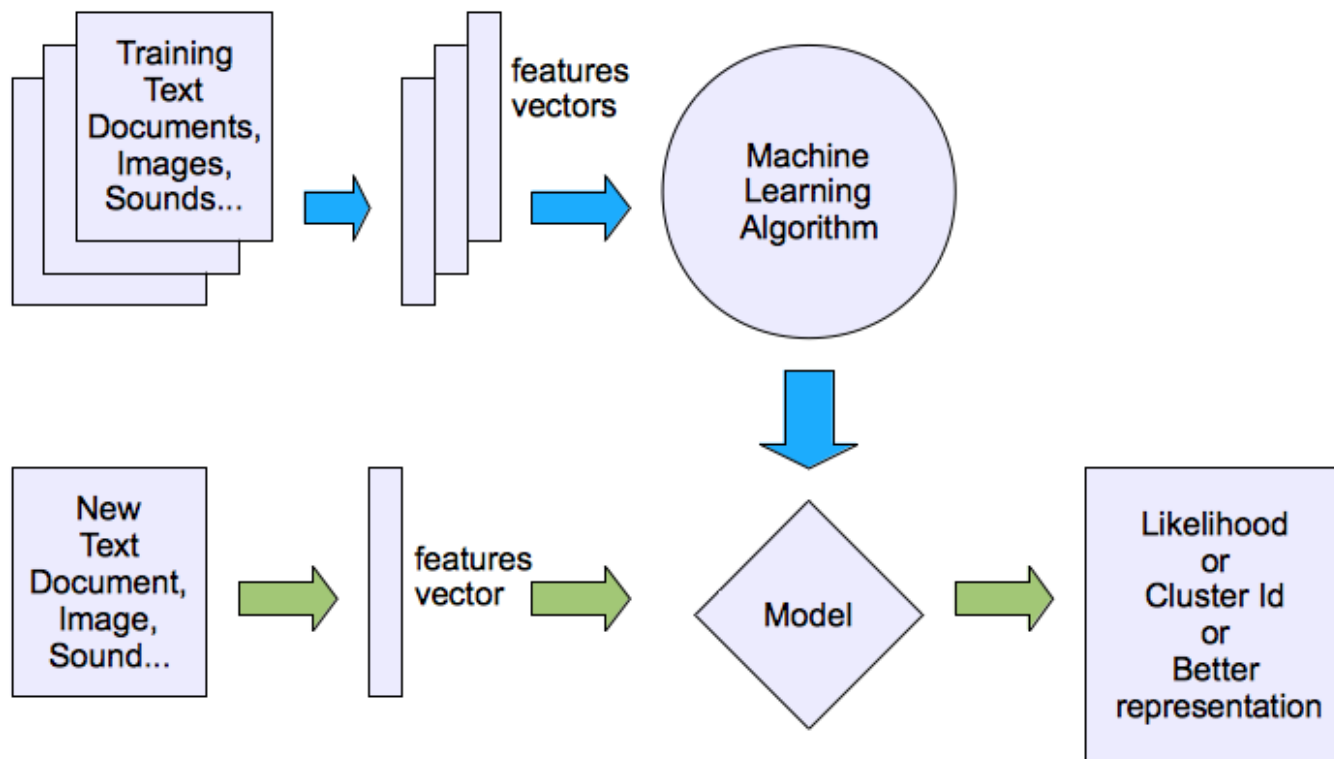 Training
Text
Documents,
Images,
Sounds...
features
vectors
Machine
Learning
Algorithm
New
Text
Document,
Image,
Sound...
features
vector
Model
Likelihood
or
Cluster Id
or
Better
representation